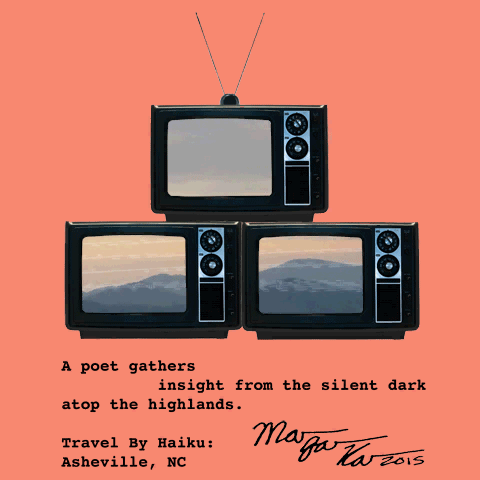 A poet gathers
insight from the silent dark
atop the highlands.
Travel By Haiku:
Asheville, NC
2015